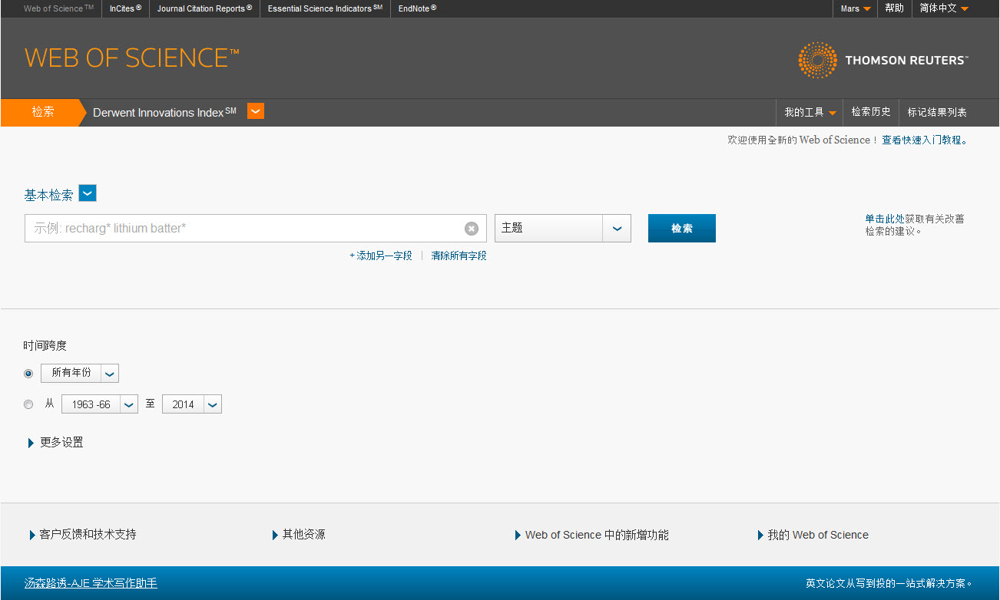 Web of Science™ InCites® Journal Citation Reports® Essential Science Indicators℠ EndNote® Mars 帮助 简体中文
WEB OF SCIENCE™ THOMSON REUTERS™
检索 Derwent Innovations Index℠ 我的工具 检索历史 标记结果列表
欢迎使用全新的 Web of Science！查看快速入门教程。
基本检索
示例: recharg* lithium batter* 主题 检索 单击此处获取有关改善
检索的建议。
+ 添加另一字段 | 清除所有字段
时间跨度
所有年份
从 1963 -66 至 2014
更多设置
客户反馈和技术支持 其他资源 Web of Science 中的新增功能 我的 Web of Science
汤森路透-AJE 学术写作助手 英文论文从写到投的一站式解决方案。